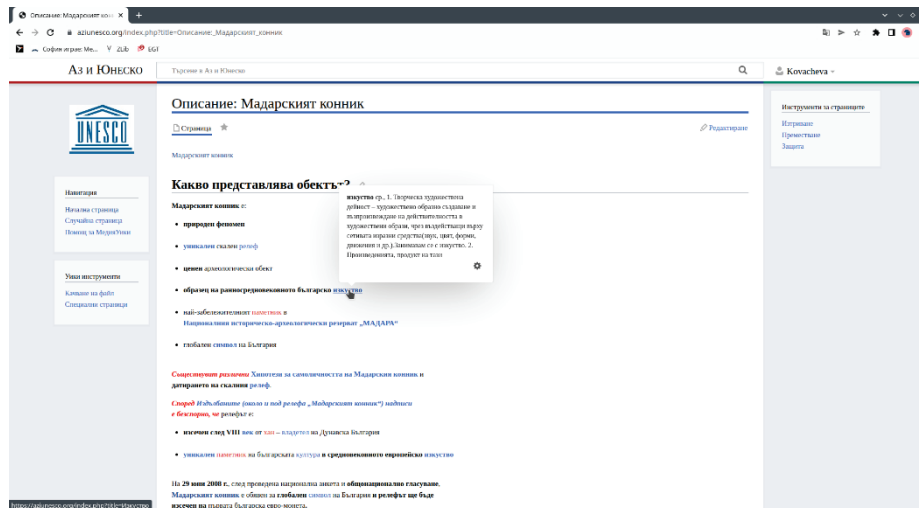 Описание: Мадарският кон
aziunesco.org/index.php?title=Описание:_Мадарският_конник
София играе: Me...
ZLib
EGT
Аз и Юнеско
Търсене в Аз и Юнеско
Kovacheva
UNESCO
Навигация
Начална страница
Случайна страница
Помощ за МедияУики
Уики инструменти
Качване на файл
Специални страници
Описание: Мадарският конник
Страница
Редактиране
Мадарският конник
Какво представлява обектът?
Мадарският конник е:
природен феномен
уникален скален релеф
ценен археологически обект
образец на ранносредновековното българско изкуство
най-забележителният паметник в
Националния историческо-археологически резерват „МАДАРА“
глобален символ на България
изкуство ср., 1. Творческа художествена
дейност – художествено образно създаване и
възпроизвеждане на действителността в
художествени образи, чрез въздействащи върху
сетивата изразни средства(звук, цвят, форми,
движения и др.).Занимавам се с изкуство. 2.
Произведенията, продукт на тази
Съществуват различни Хипотези за самоличността на Мадарския конник и
датирането на скалния релеф.
Според Издълбаните (около и под релефа „Мадарският конник“) надписи
е безспорно, че релефът е:
изсечен след VIII век от хан – владетел на Дунавска България
уникален паметник на българската култура и средновековното европейско изкуство
На 29 юни 2008 г., след проведена национална анкета и общонационално гласуване,
Мадарският конник е обявен за глобален символ на България и релефът ще бъде
изсечен на първата българска евро-монета.
Инструменти за страниците
Изтриване
Преместване
Защита
https://aziunesco.org/index.php?title=Изкуство